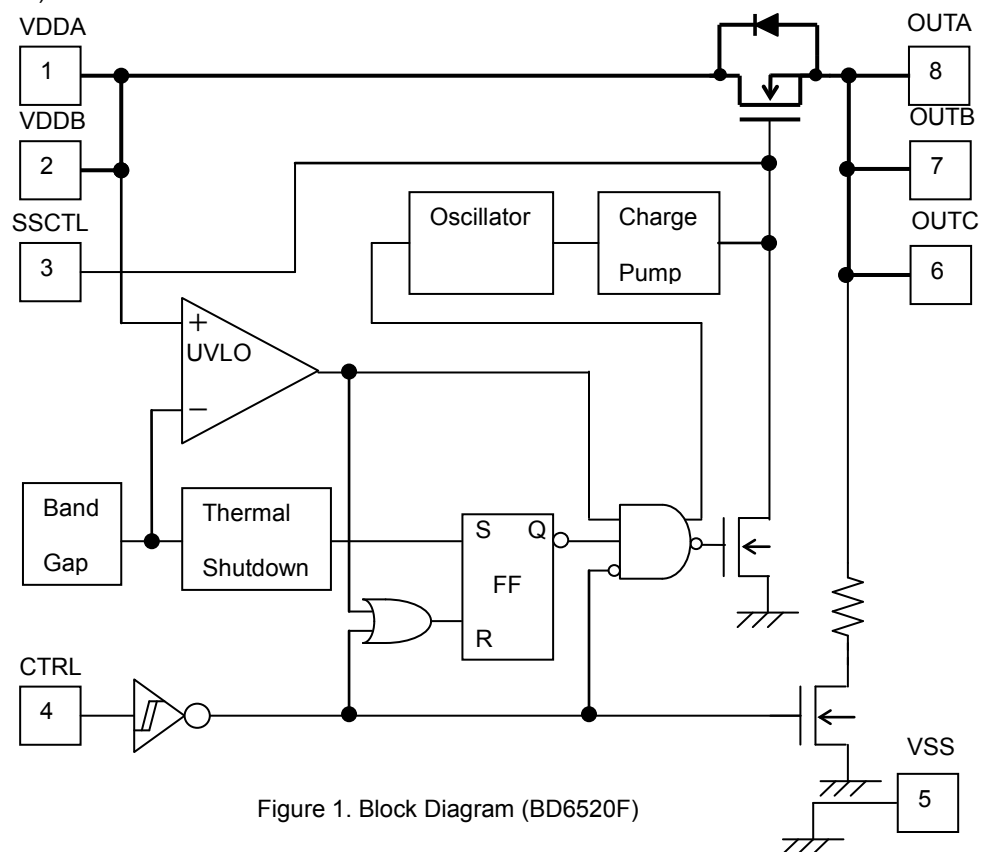 VDDA
1
VDDB
2
SSCTL
3
OUTA
8
OUTB
7
OUTC
6
Oscillator
Charge
Pump
+
UVLO
−
Band
Gap
Thermal
Shutdown
S Q
FF
R
CTRL
4
VSS
5
Figure 1. Block Diagram (BD6520F)